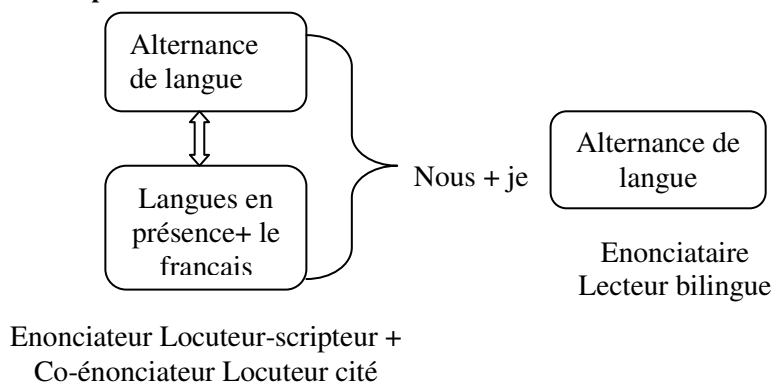 Alternance
de langue
Langues en
présence+ le
français
Nous + je
Alternance de
langue
Enonciataire
Lecteur bilingue
Enonciateur Locuteur-scripteur +
Co-énonciateur Locuteur cité